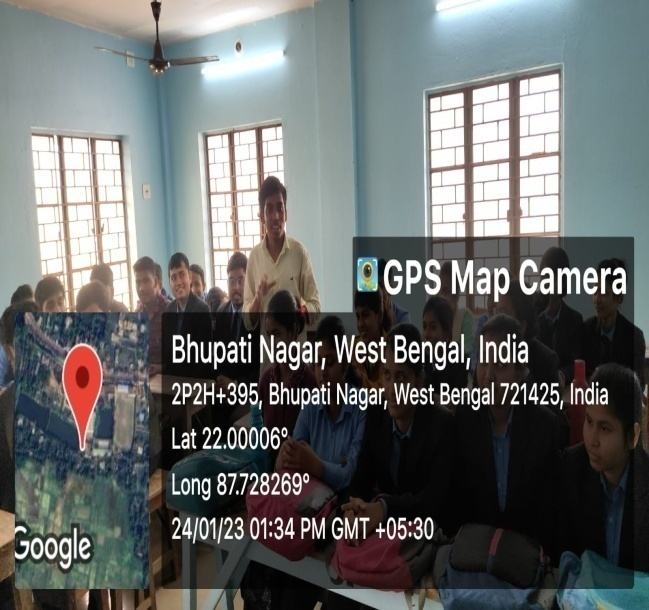 GPS Map Camera
Bhupati Nagar, West Bengal, India
2P2H+395, Bhupati Nagar, West Bengal 721425, India
Lat 22.00006°
Long 87.728269°
24/01/23 01:34 PM GMT +05:30
Google